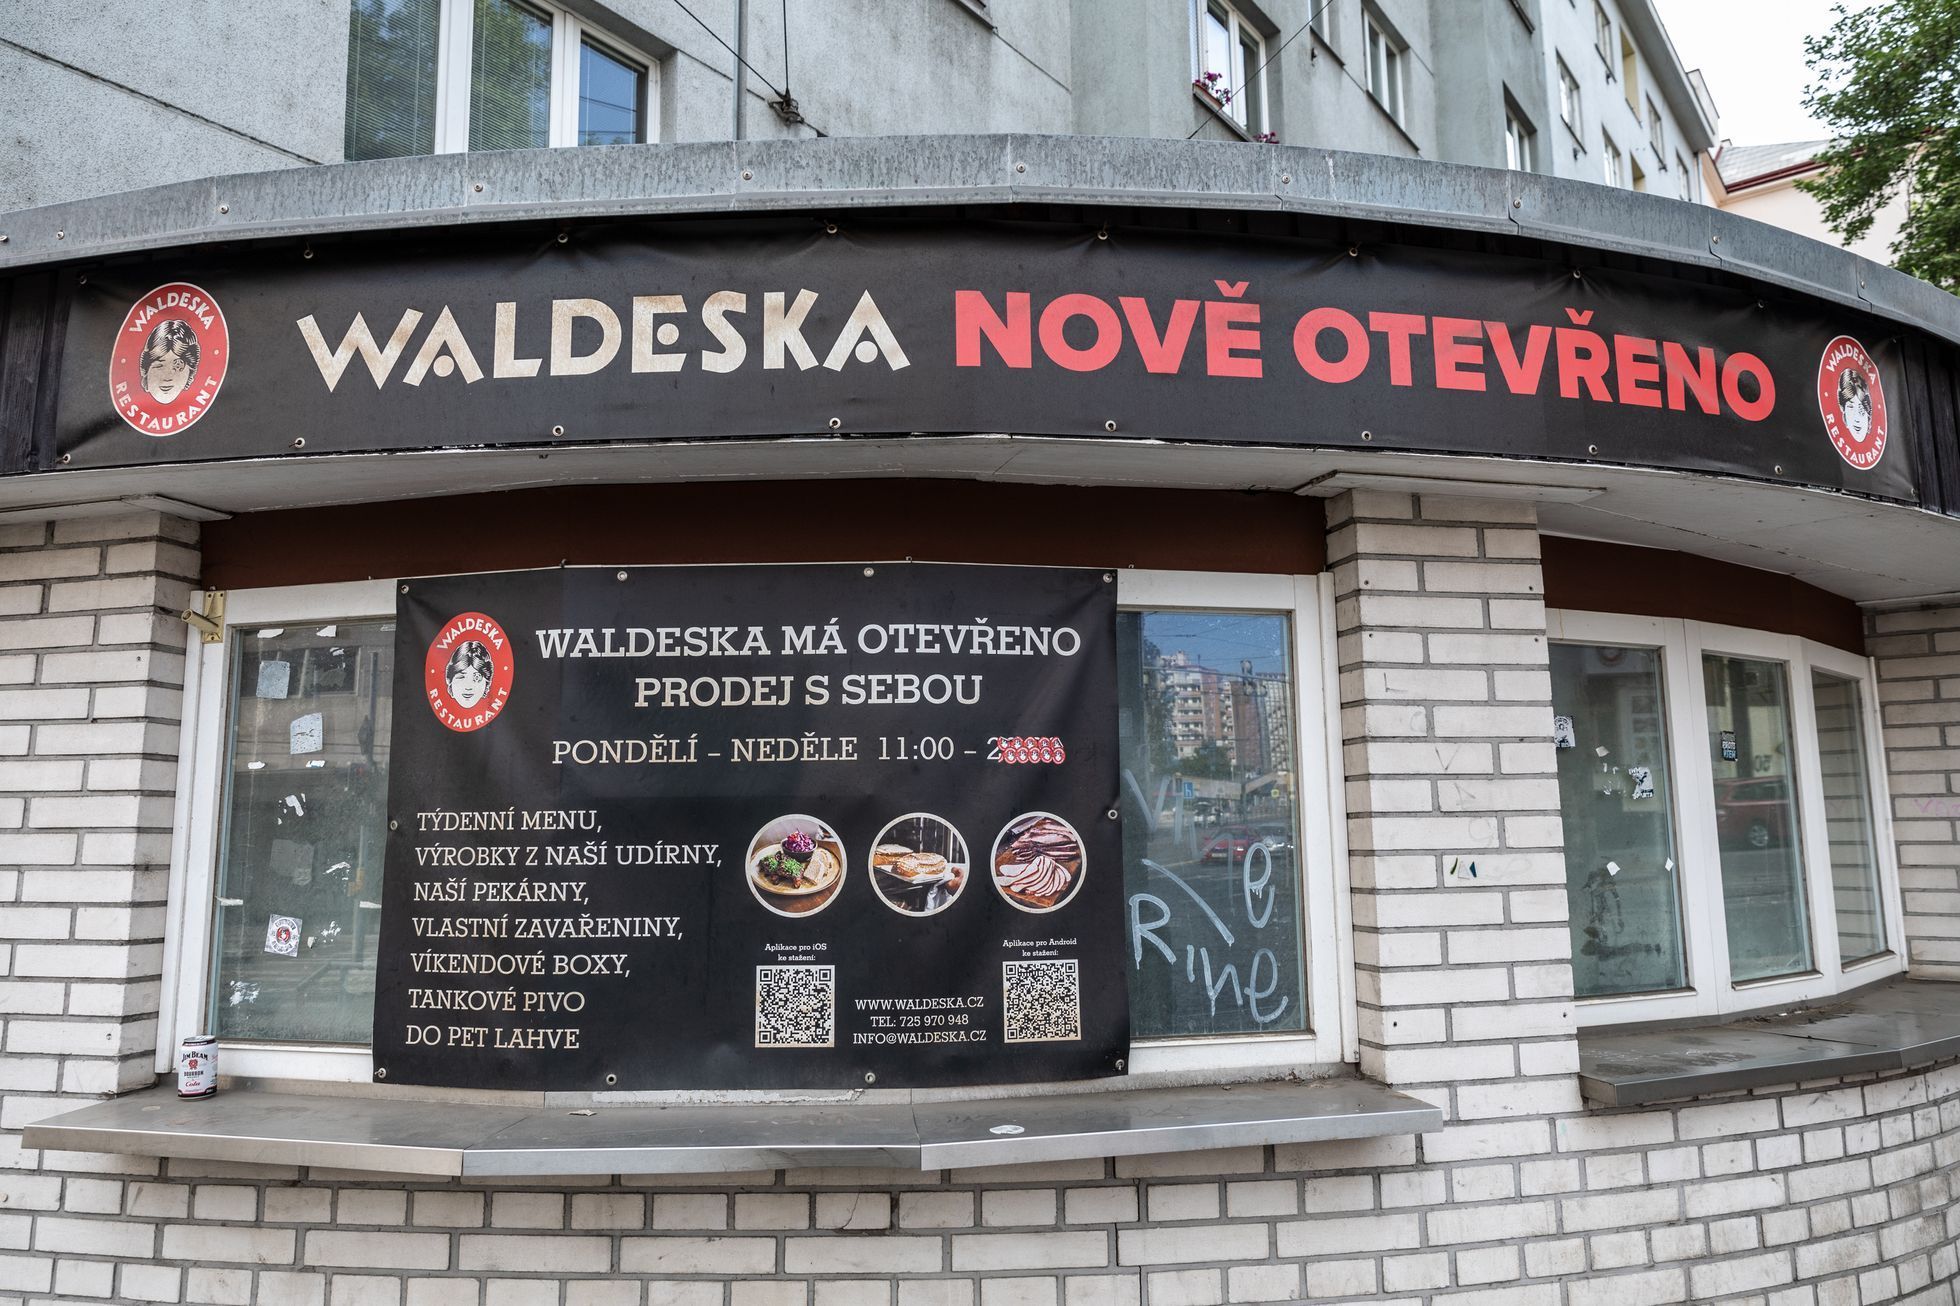 WALDESKA NOVĚ OTEVŘENO
WALDESKA
RESTAURANT
WALDESKA
RESTAURANT
WALDESKA
RESTAURANT
WALDESKA MÁ OTEVŘENO
PRODEJ S SEBOU
PONDĚLÍ – NEDĚLE 11:00 – 2
TÝDENNÍ MENU,
VÝROBKY Z NAŠÍ UDÍRNY,
NAŠÍ PEKÁRNY,
VLASTNÍ ZAVAŘENINY,
VÍKENDOVÉ BOXY,
TANKOVÉ PIVO
DO PET LAHVE
Aplikace pro iOS
ke stažení:
Aplikace pro Android
ke stažení:
WWW.WALDESKA.CZ
TEL: 725 970 948
INFO@WALDESKA.CZ
JIM BEAM
BOURBON
Cola